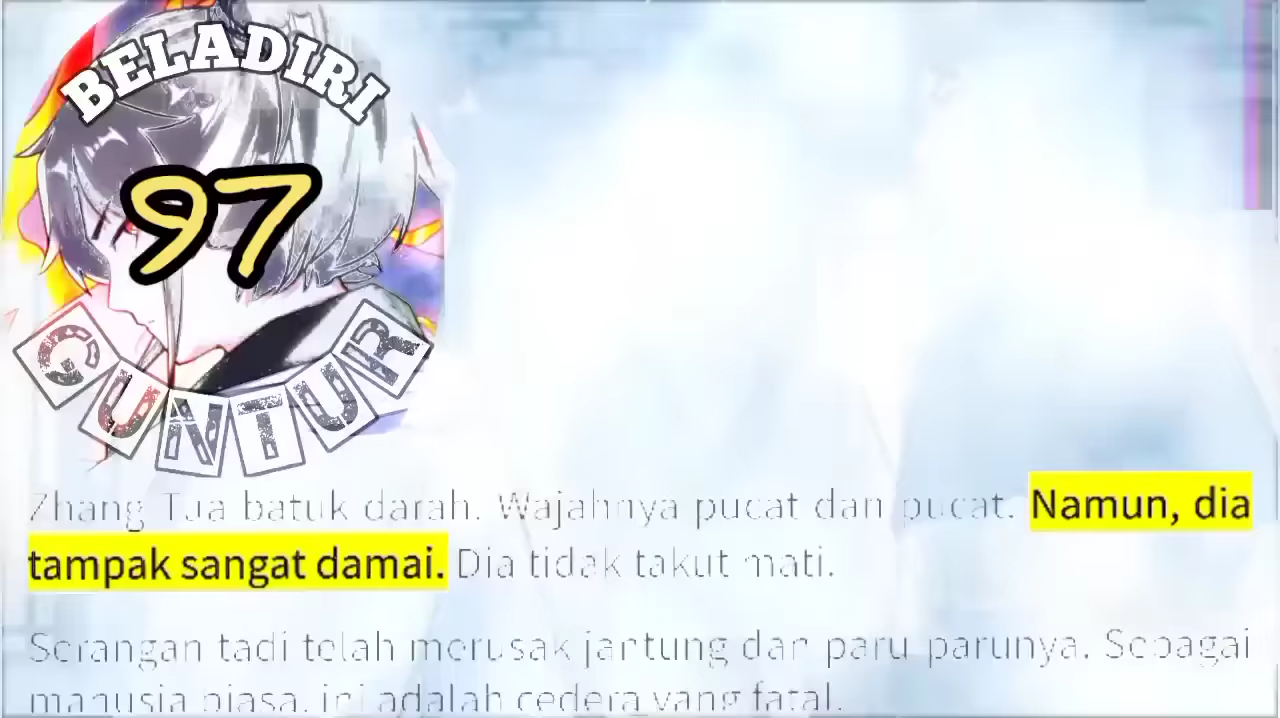 BELADIRI
97
GUNTUR
Zhang Tua batuk darah. Wajahnya pucat dan pucat. Namun, dia
tampak sangat damai. Dia tidak takut mati.
Serangan tadi telah merusak jantung dan paru parunya. Sebagai
manusia biasa, ini adalah cedera yang fatal.